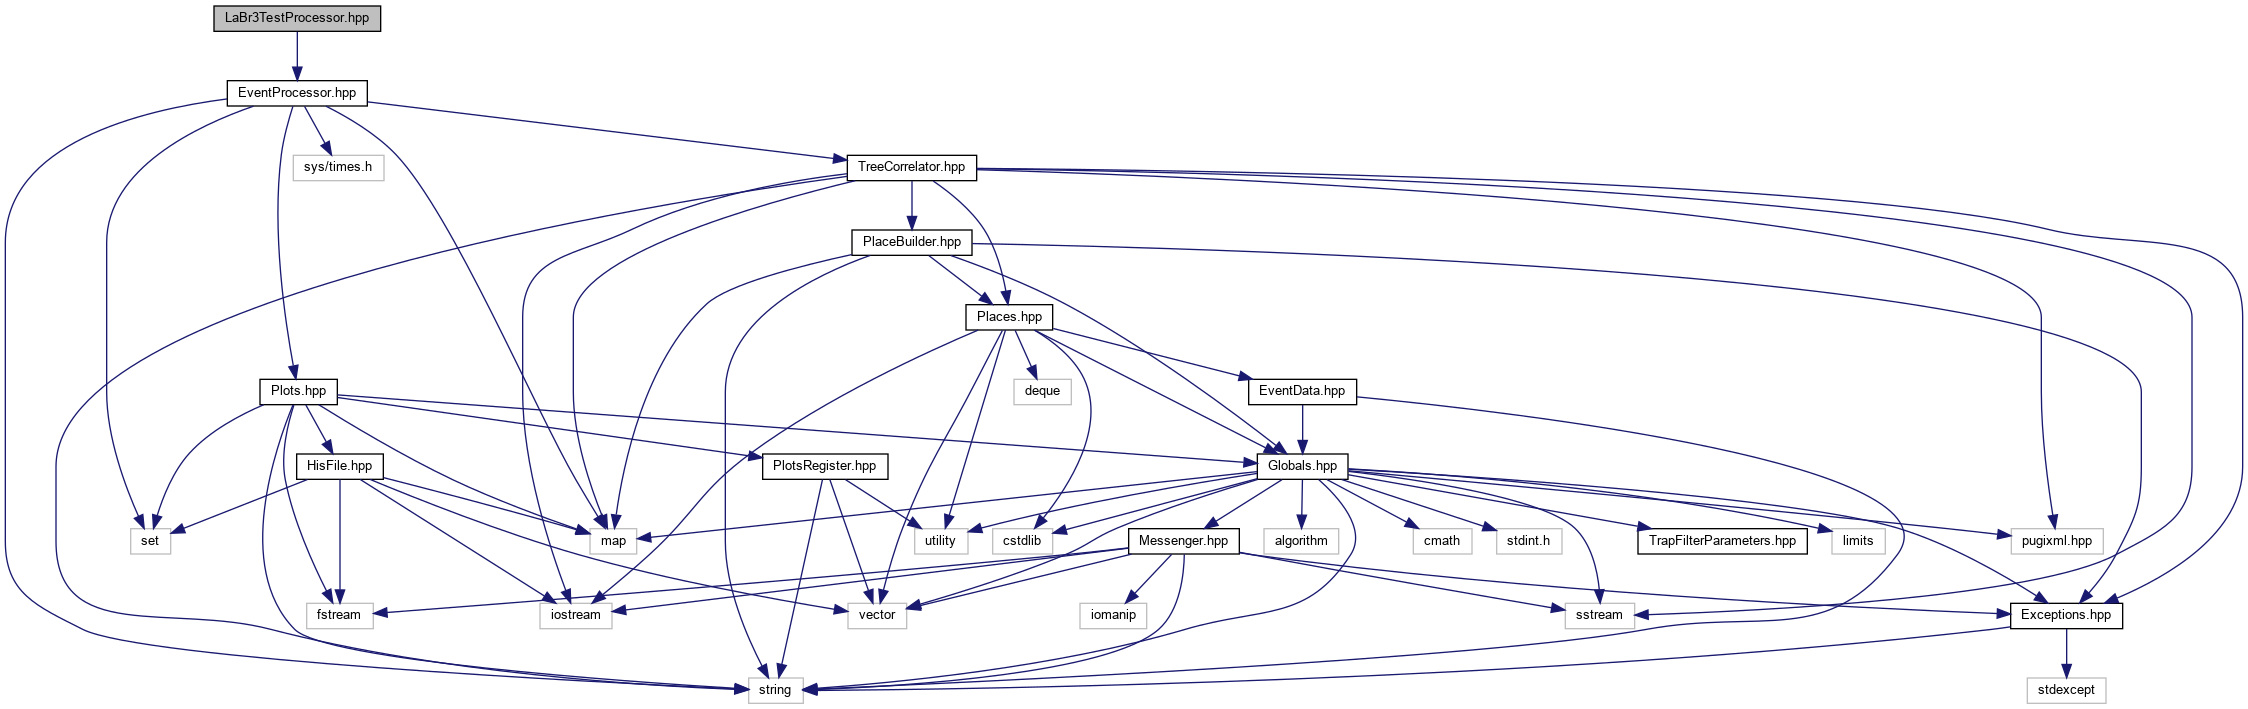 LaBr3TestProcessor.hpp
EventProcessor.hpp
sys/times.h
TreeCorrelator.hpp
PlaceBuilder.hpp
Places.hpp
Plots.hpp
deque
EventData.hpp
HisFile.hpp
PlotsRegister.hpp
Globals.hpp
set
map
utility
cstdlib
Messenger.hpp
algorithm
cmath
stdint.h
TrapFilterParameters.hpp
limits
pugixml.hpp
fstream
iostream
vector
iomanip
sstream
Exceptions.hpp
string
stdexcept